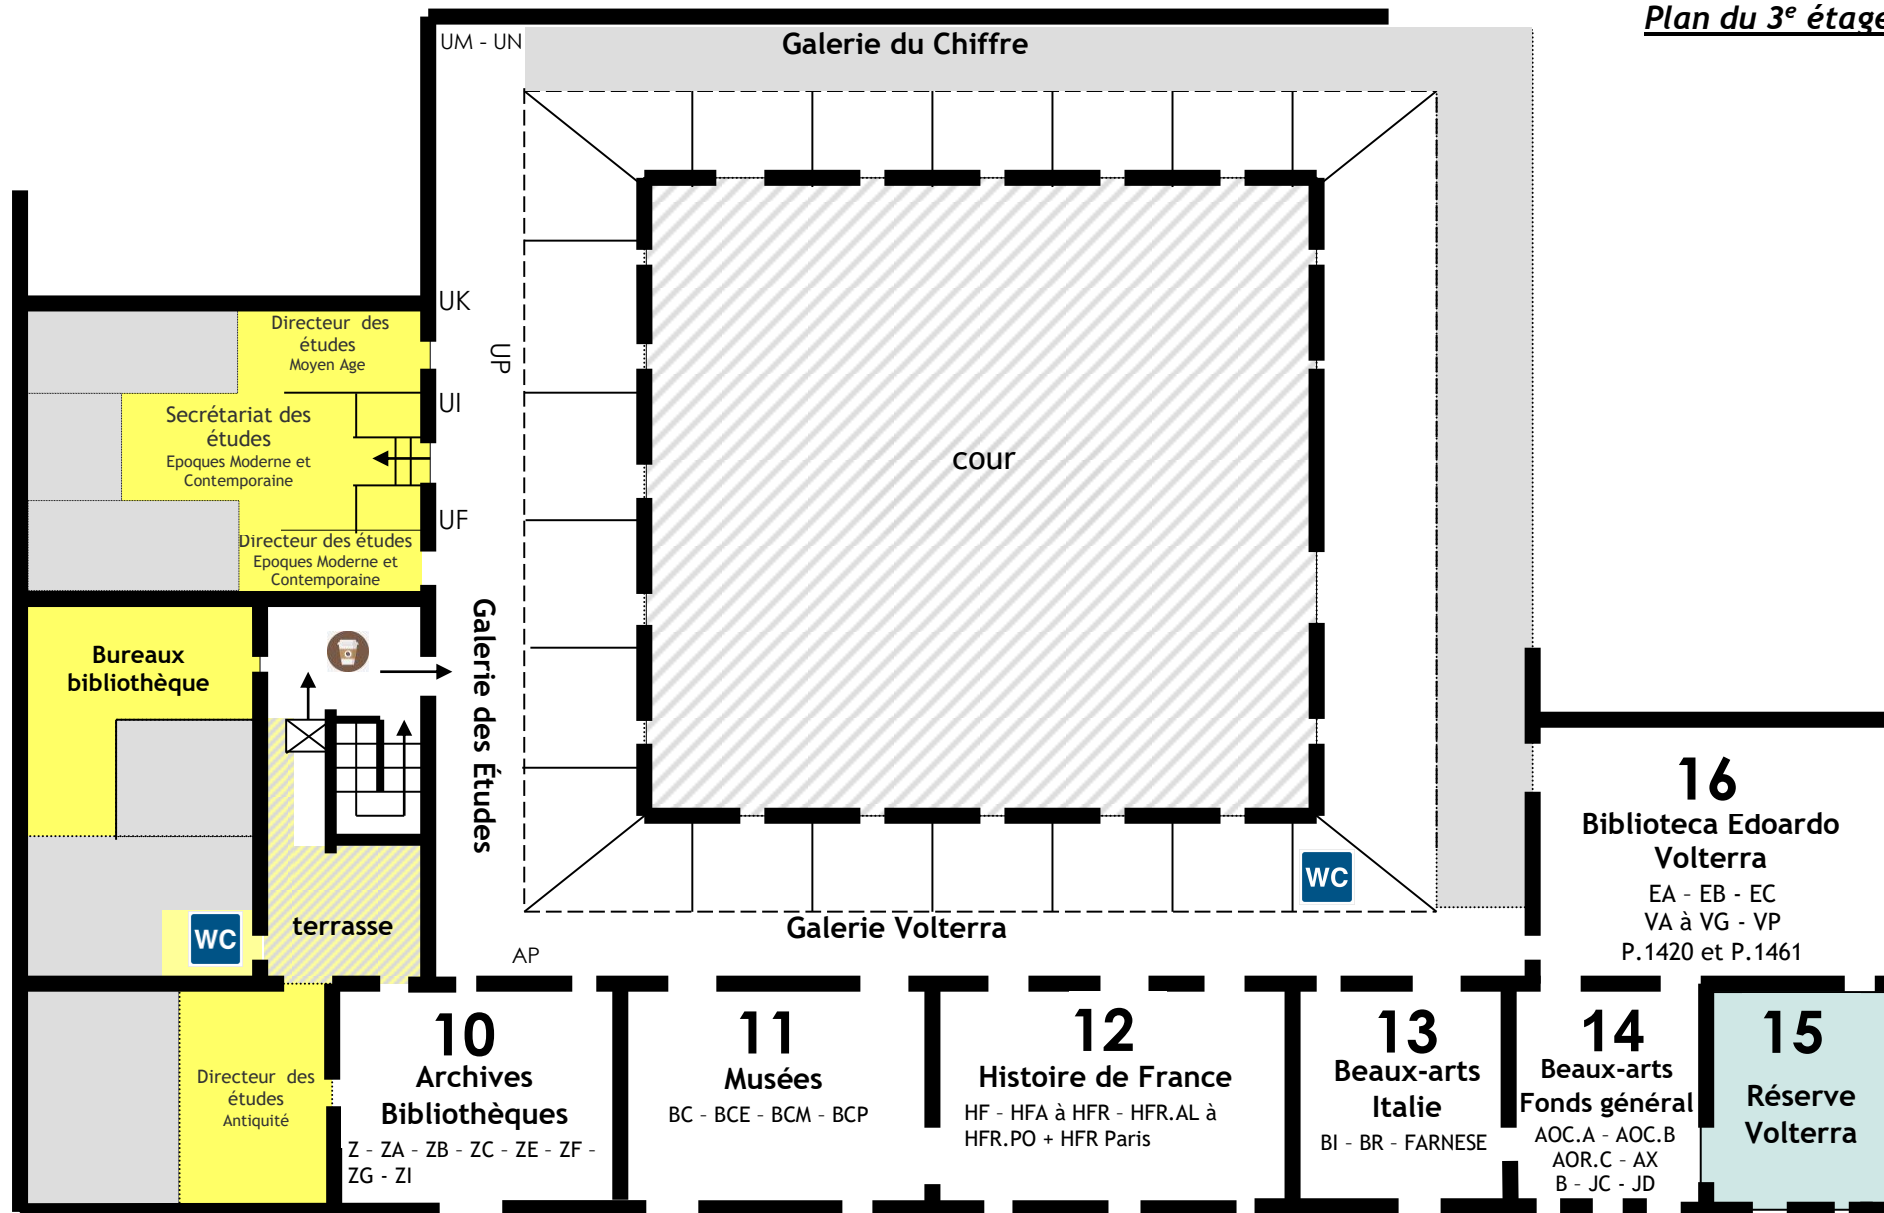 Plan du 3e étage
UM - UN
Galerie du Chiffre
UK
UP
UI
UF
Directeur des
études
Moyen Age
Secrétariat des
études
Epoques Moderne et
Contemporaine
Directeur des études
Epoques Moderne et
Contemporaine
cour
Bureaux
bibliothèque
Galerie des Études
WC
terrasse
WC
Galerie Volterra
AP
16
Biblioteca Edoardo
Volterra
EA - EB - EC
VA à VG - VP
P.1420 et P.1461
Directeur des
études
Antiquité
10
Archives
Bibliothèques
Z - ZA - ZB - ZC - ZE - ZF -
ZG - ZI
11
Musées
BC - BCE - BCM - BCP
12
Histoire de France
HF - HFA à HFR - HFR.AL à
HFR.PO + HFR Paris
13
Beaux-arts
Italie
BI - BR - FARNESE
14
Beaux-arts
Fonds général
AOC.A - AOC.B
AOR.C - AX
B - JC - JD
15
Réserve
Volterra